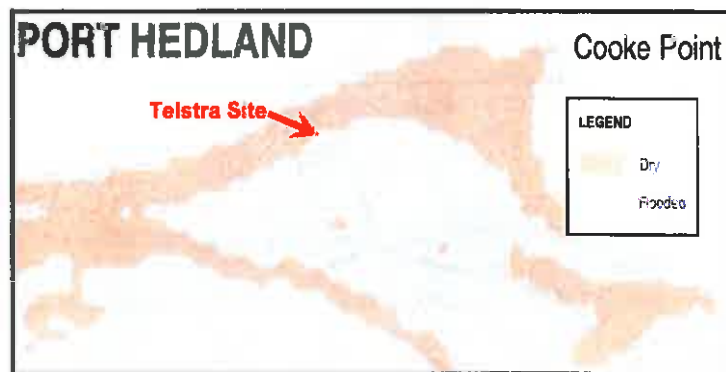 PORT HEDLAND
Cooke Point
Telstra Site
LEGEND
Dry
Flooded